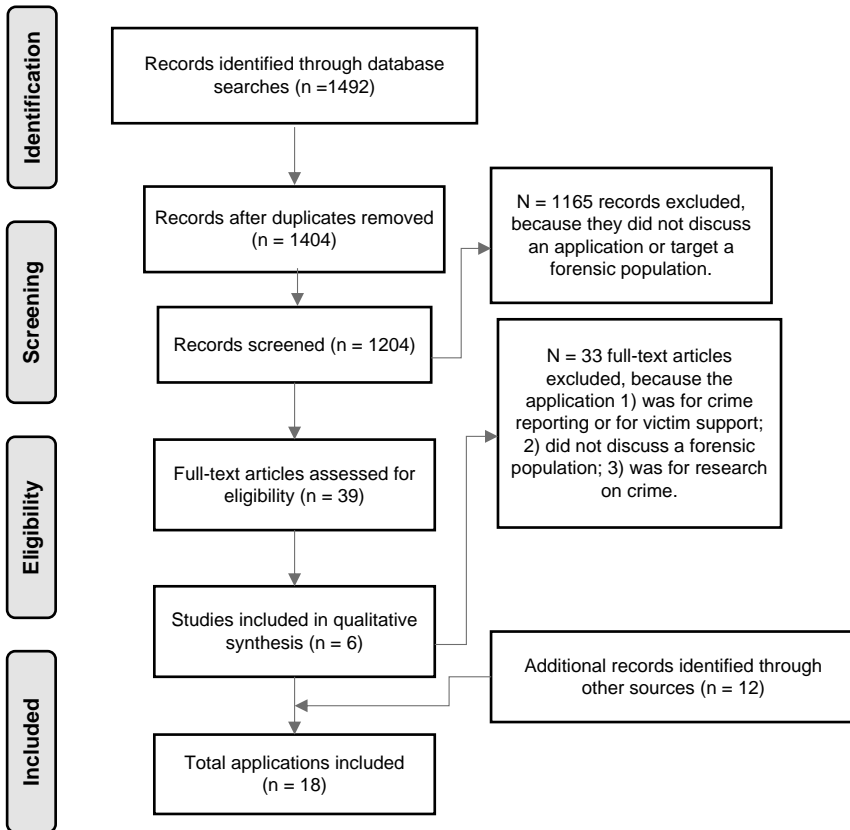 Identification
Records identified through database
searches (n =1492)
Records after duplicates removed
(n = 1404)
N = 1165 records excluded,
because they did not discuss
an application or target a
forensic population.
Screening
Records screened (n = 1204)
N = 33 full-text articles
excluded, because the
application 1) was for crime
reporting or for victim support;
2) did not discuss a forensic
population; 3) was for research
on crime.
Eligibility
Full-text articles assessed for
eligibility (n = 39)
Studies included in qualitative
synthesis (n = 6)
Additional records identified through
other sources (n = 12)
Included
Total applications included
(n = 18)